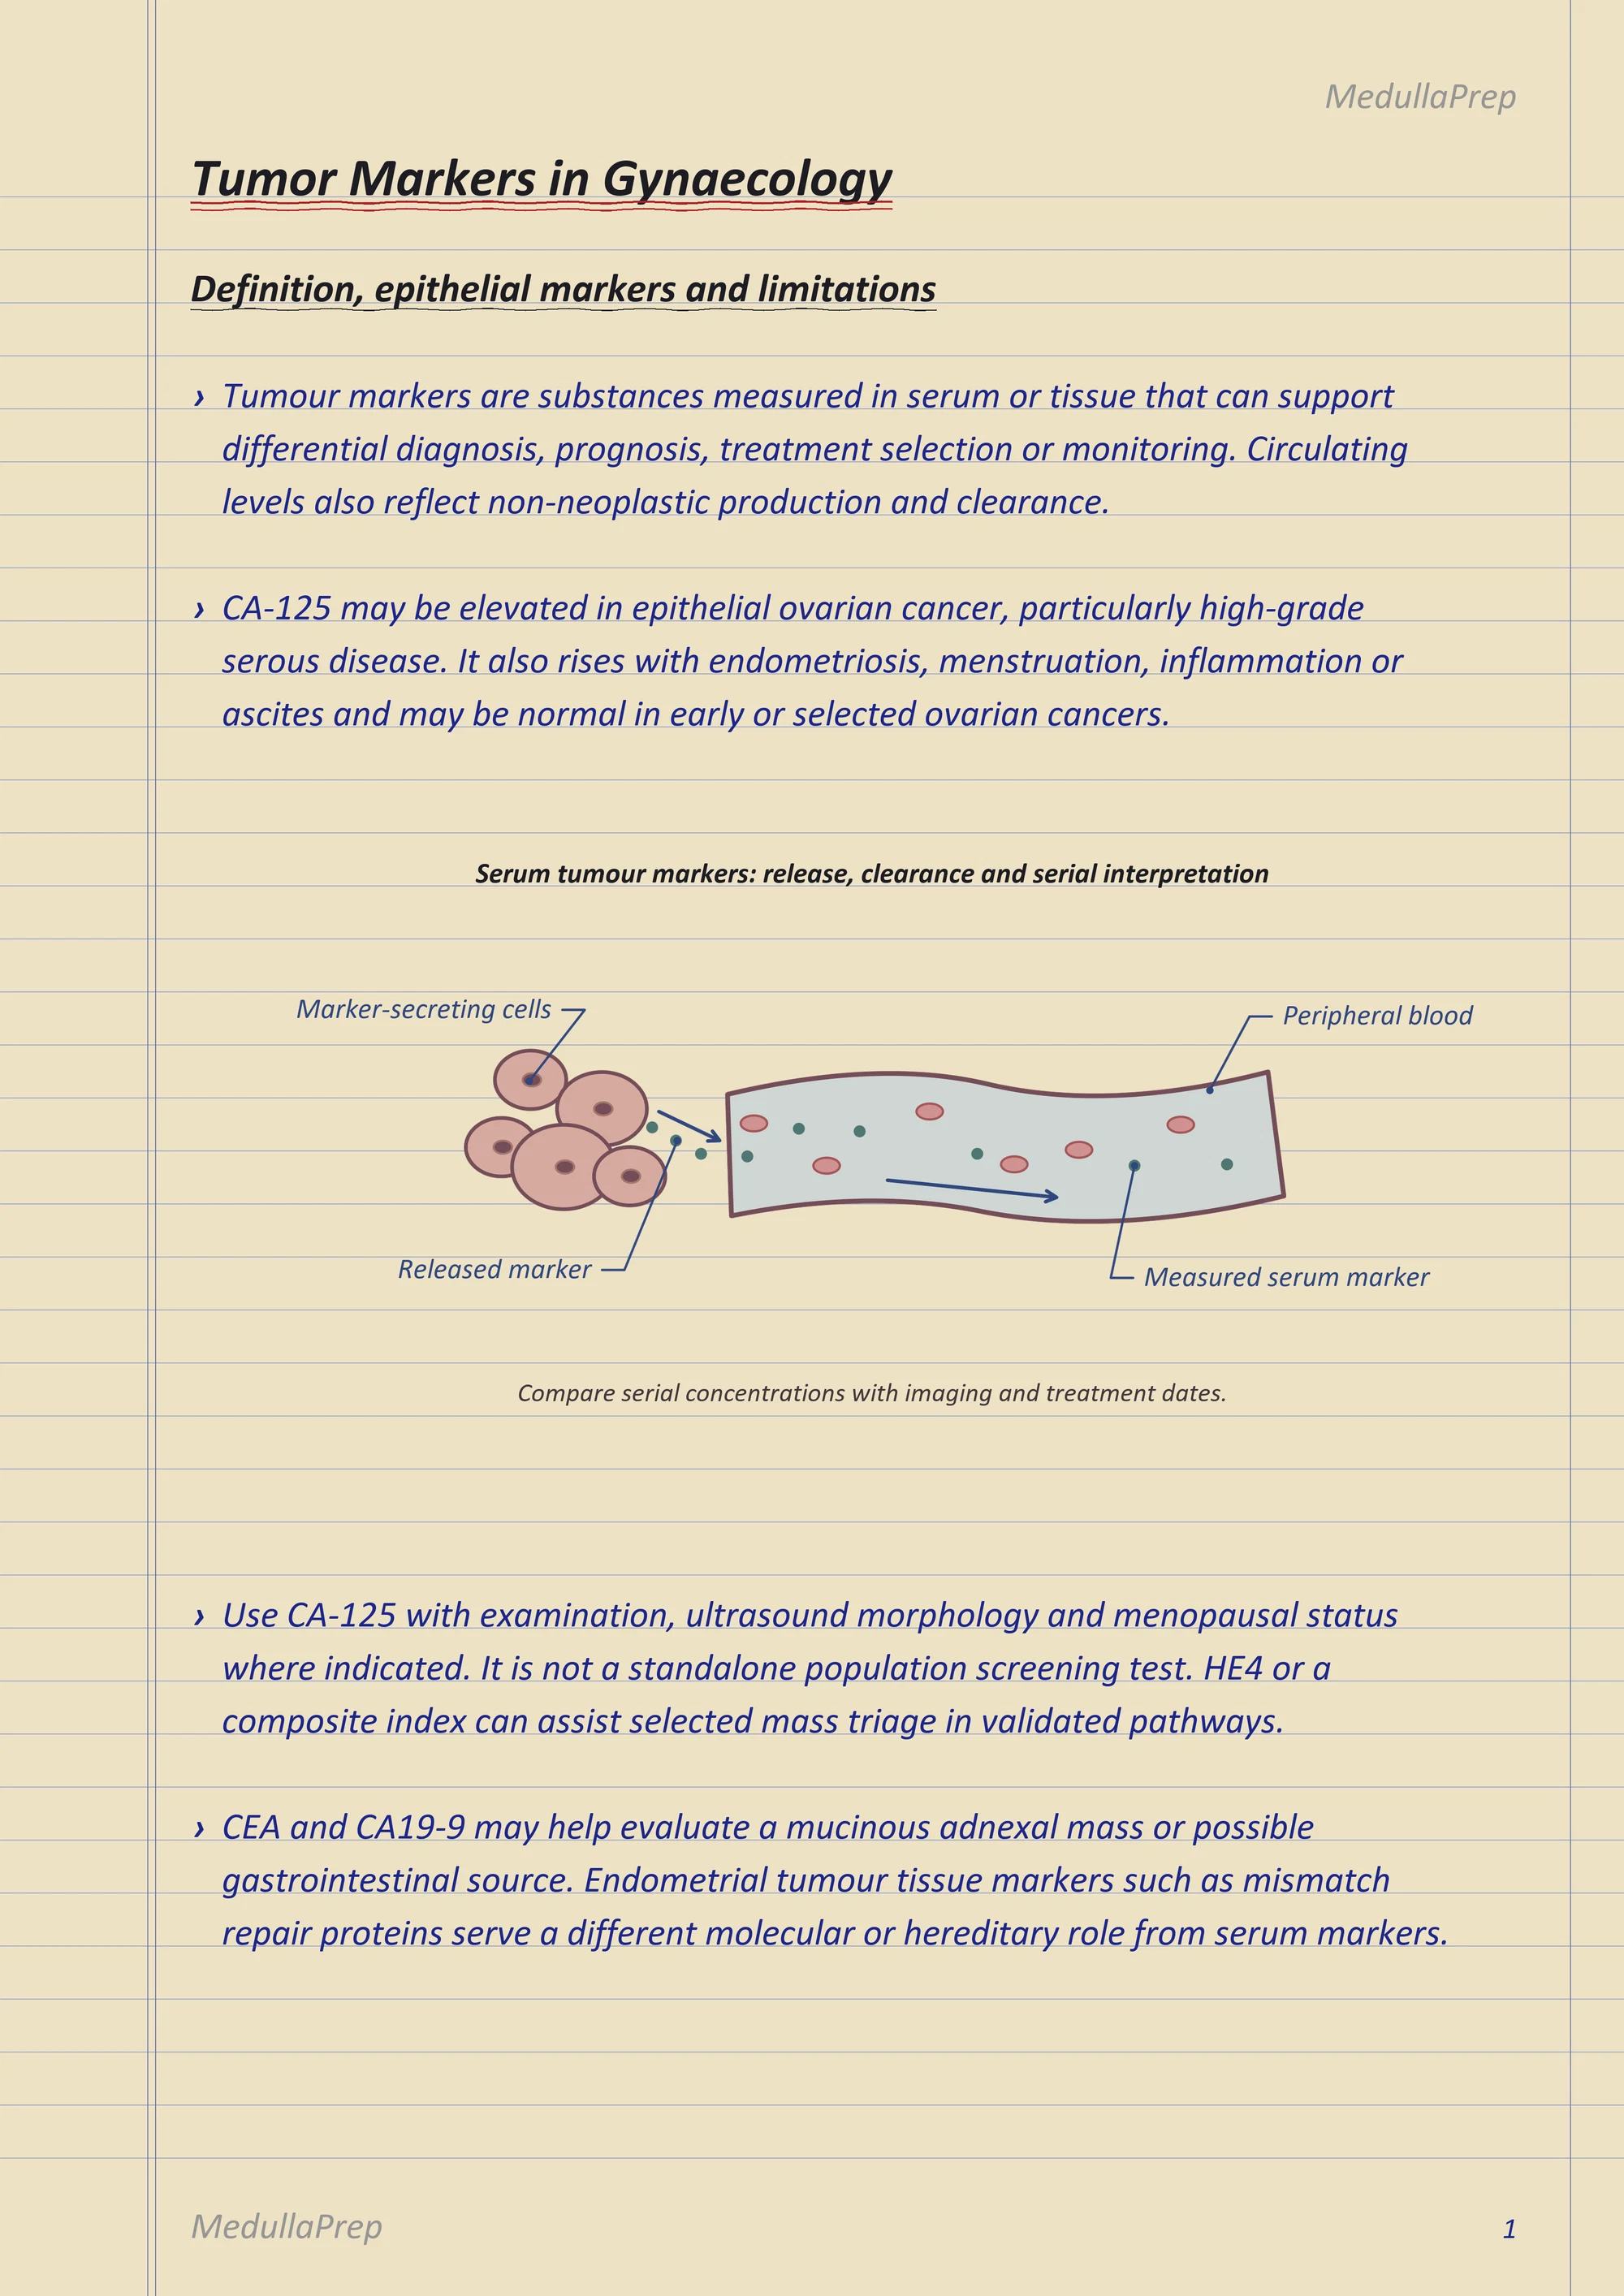 MedullaPrep
Tumor Markers in Gynaecology
Definition, epithelial markers and limitations
› Tumour markers are substances measured in serum or tissue that can support
differential diagnosis, prognosis, treatment selection or monitoring. Circulating
levels also reflect non-neoplastic production and clearance.
› CA-125 may be elevated in epithelial ovarian cancer, particularly high-grade
serous disease. It also rises with endometriosis, menstruation, inflammation or
ascites and may be normal in early or selected ovarian cancers.
Serum tumour markers: release, clearance and serial interpretation
Marker-secreting cells
Peripheral blood
Released marker
Measured serum marker
Compare serial concentrations with imaging and treatment dates.
› Use CA-125 with examination, ultrasound morphology and menopausal status
where indicated. It is not a standalone population screening test. HE4 or a
composite index can assist selected mass triage in validated pathways.
› CEA and CA19-9 may help evaluate a mucinous adnexal mass or possible
gastrointestinal source. Endometrial tumour tissue markers such as mismatch
repair proteins serve a different molecular or hereditary role from serum markers.
MedullaPrep
1